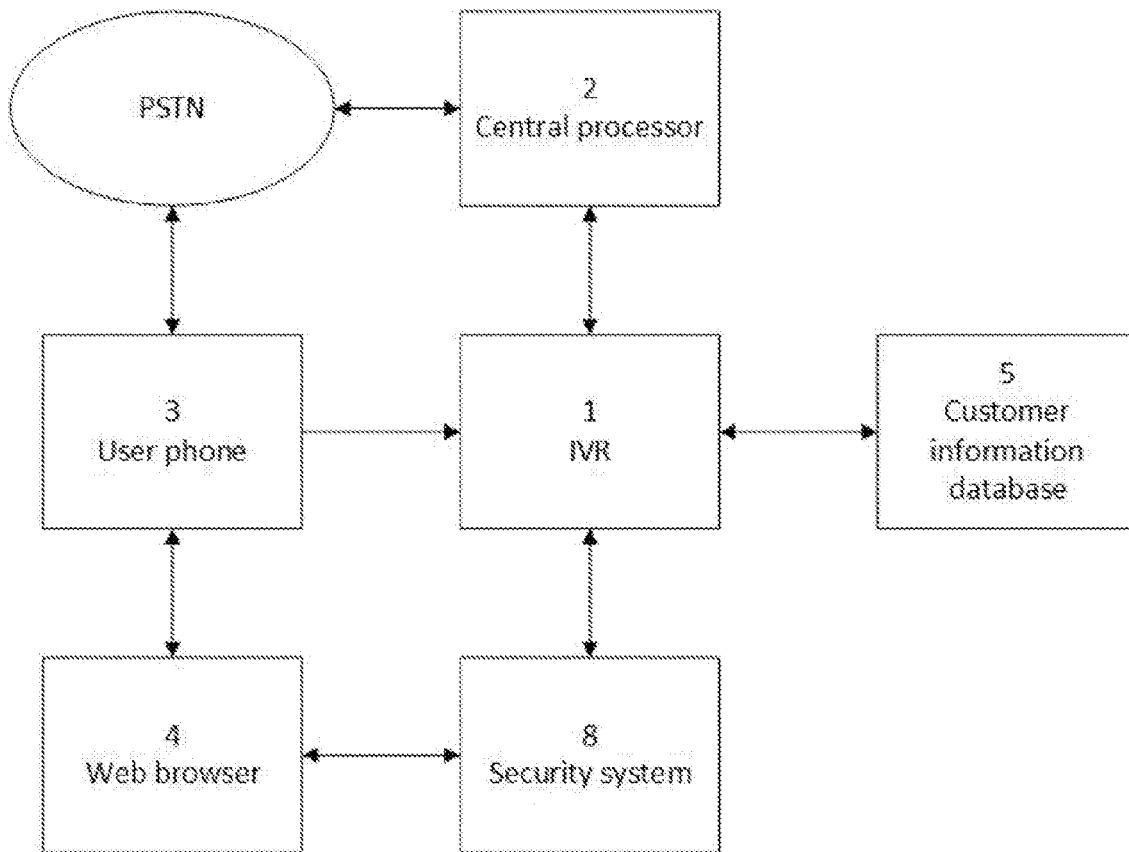 PSTN
2
Central processor
3
User phone
1
IVR
5
Customer
information
database
4
Web browser
8
Security system